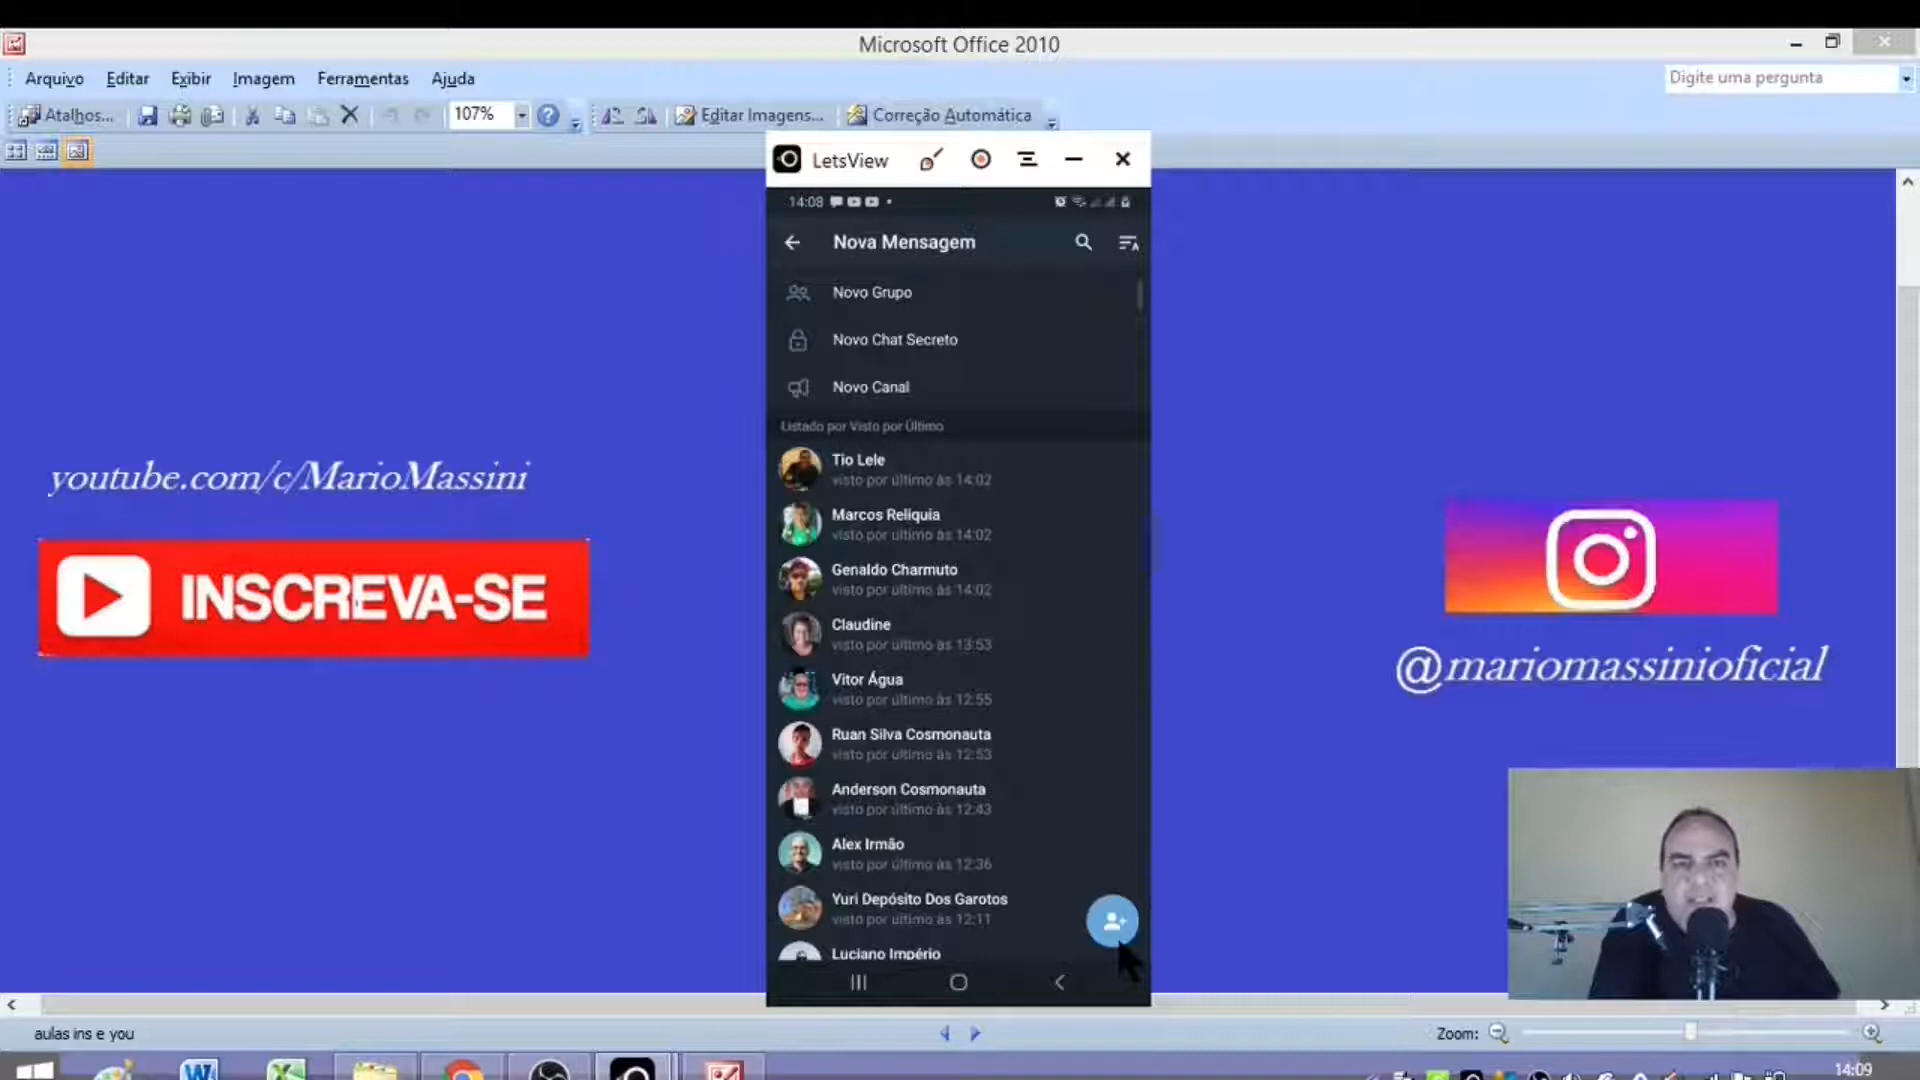 Microsoft Office 2010
Arquivo Editar Exibir Imagem Ferramentas Ajuda
Digite uma pergunta
Atalhos... 107% Editar Imagens... Correção Automática
LetsView
14:08
Nova Mensagem
Novo Grupo
Novo Chat Secreto
Novo Canal
Listado por Visto por Último
Tio Lele
visto por último às 14:02
Marcos Reliquia
visto por último às 14:02
Genaldo Charmuto
visto por último às 14:02
Claudine
visto por último às 13:53
Vitor Água
visto por último às 12:55
Ruan Silva Cosmonauta
visto por último às 12:53
Anderson Cosmonauta
visto por último às 12:43
Alex Irmão
visto por último às 12:36
Yuri Depósito Dos Garotos
visto por último às 12:11
Luciano Império
youtube.com/c/MarioMassini
INSCREVA-SE
@mariomassinioficial
aulas ins e you
Zoom:
14:09